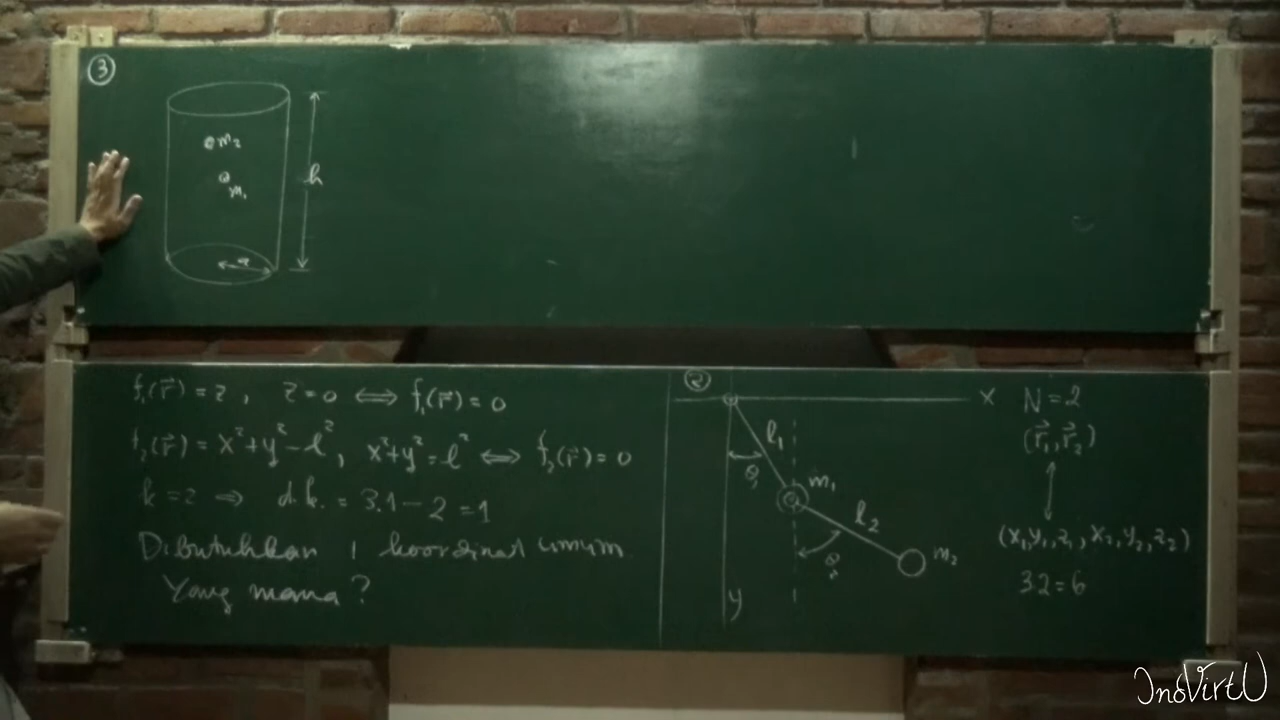 ③
m₂
m₁
h
a
f₁(r⃗) = z, z=0 ⟺ f₁(r⃗) = 0
f₂(r⃗) = x²+y²-l², x²+y²=l² ⟺ f₂(r⃗) = 0
k=2 ⇒ d.k. = 3.1-2=1
Dibutuhkan 1 koordinat umum.
Yang mana?
②
x
l₁
θ₁
m₁
l₂
θ₂
m₂
y
N=2
(r⃗₁, r⃗₂)
↕
(x₁,y₁,z₁,x₂,y₂,z₂)
3.2=6
InoVirtU